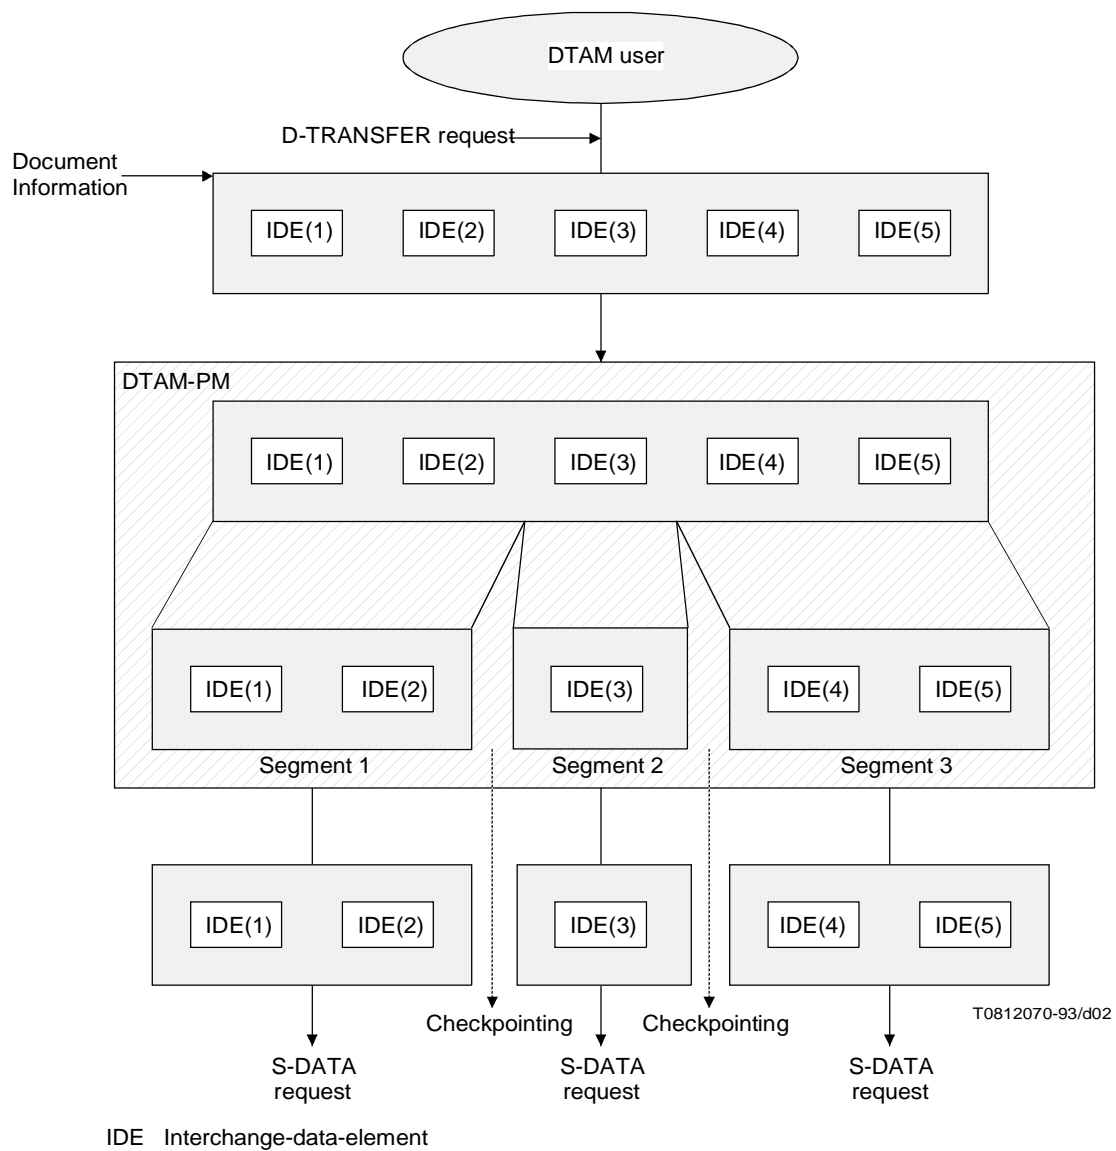 DTAM user
D-TRANSFER request
Document
Information
IDE(1) IDE(2) IDE(3) IDE(4) IDE(5)
DTAM-PM
IDE(1) IDE(2) IDE(3) IDE(4) IDE(5)
IDE(1) IDE(2) IDE(3) IDE(4) IDE(5)
Segment 1 Segment 2 Segment 3
IDE(1) IDE(2) IDE(3) IDE(4) IDE(5)
T0812070-93/d02
Checkpointing Checkpointing
S-DATA S-DATA S-DATA
request request request
IDE Interchange-data-element